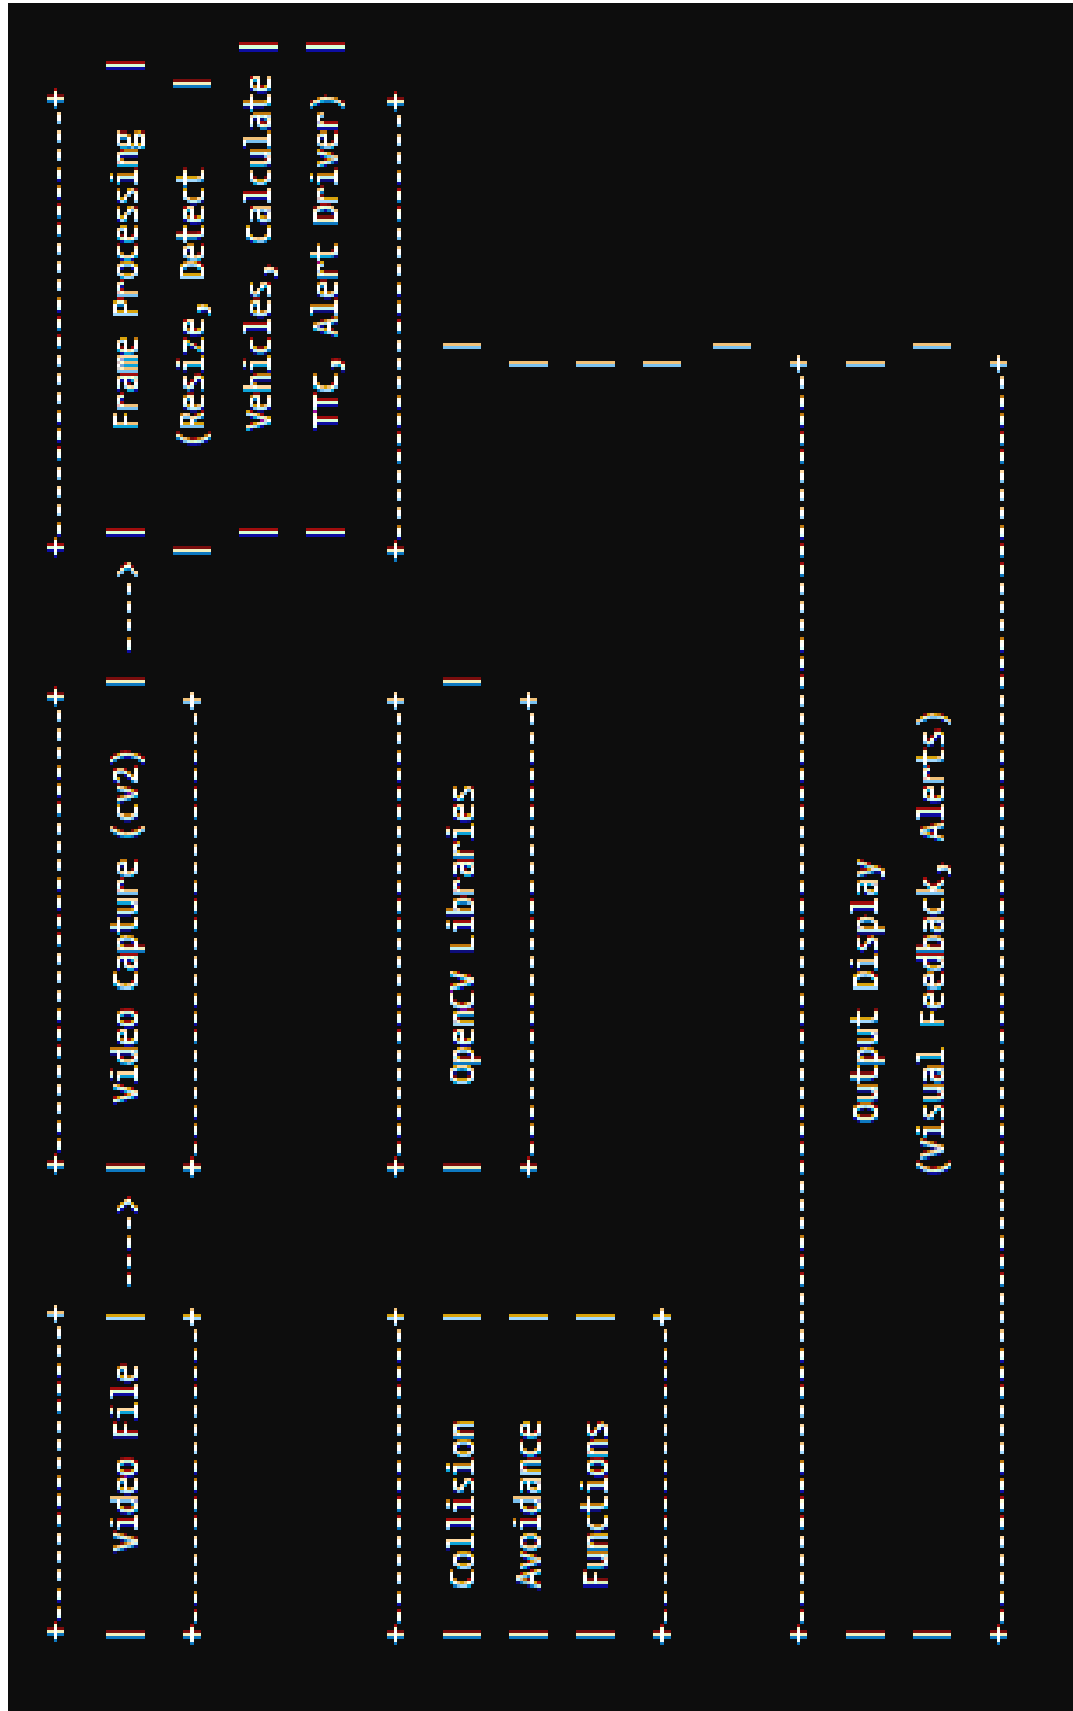 Video File ----> Video Capture (cv2) ----> Frame Processing
(Resize, Detect
Vehicles, Calculate
TTC, Alert Driver)
Collision
Avoidance
Functions
OpenCV Libraries
Output Display
(Visual Feedback, Alerts)